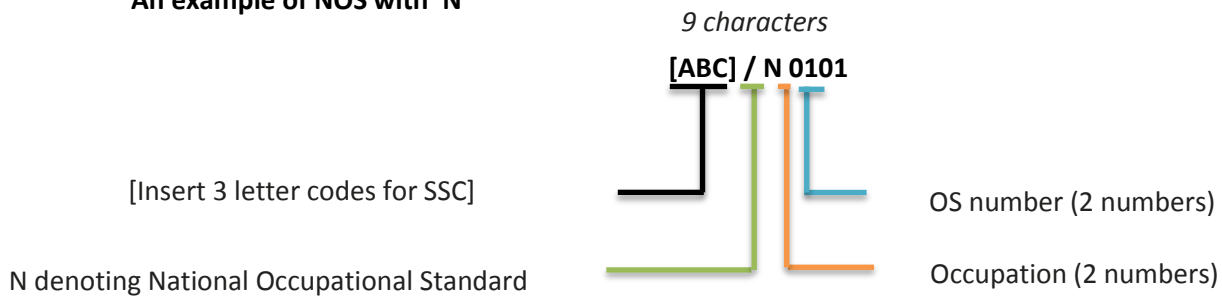 An example of NOS with 'N'
9 characters
[ABC] / N 0101
[Insert 3 letter codes for SSC]
OS number (2 numbers)
N denoting National Occupational Standard
Occupation (2 numbers)